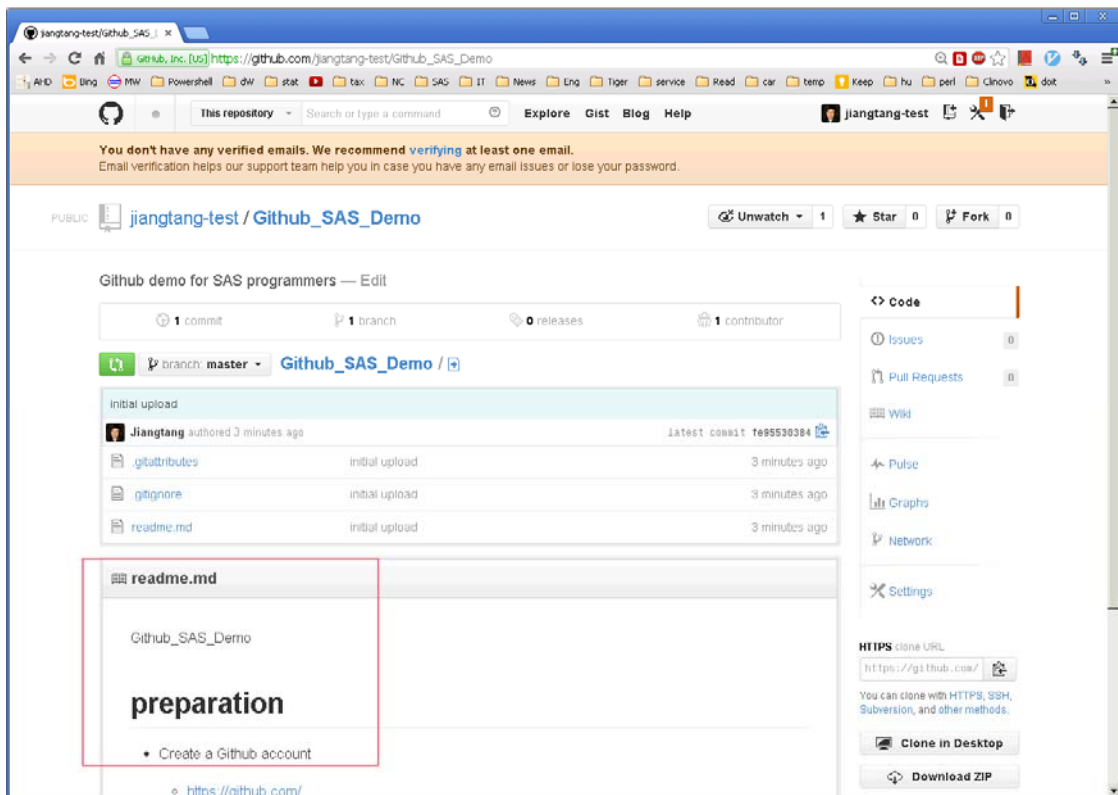 jiangtang-test/Github_SAS_
GitHub, Inc. [US] https://github.com/jiangtang-test/Github_SAS_Demo
AHD Bing MW Powershell dW stat tax NC SAS IT News Eng Tiger service Read car temp Keep hu perl Clinovo doit »
This repository Search or type a command Explore Gist Blog Help jiangtang-test 1
You don't have any verified emails. We recommend verifying at least one email.
Email verification helps our support team help you in case you have any email issues or lose your password.
PUBLIC jiangtang-test / Github_SAS_Demo Unwatch 1 Star 0 Fork 0
Github demo for SAS programmers — Edit
1 commit 1 branch 0 releases 1 contributor
branch: master Github_SAS_Demo /
initial upload
Jiangtang authored 3 minutes ago latest commit fe95530384
.gitattributes initial upload 3 minutes ago
.gitignore initial upload 3 minutes ago
readme.md initial upload 3 minutes ago
readme.md
Github_SAS_Demo
preparation
• Create a Github account
https://github.com/
Code
Issues 0
Pull Requests 0
Wiki
Pulse
Graphs
Network
Settings
HTTPS clone URL
https://github.com/
You can clone with HTTPS, SSH,
Subversion, and other methods.
Clone in Desktop
Download ZIP